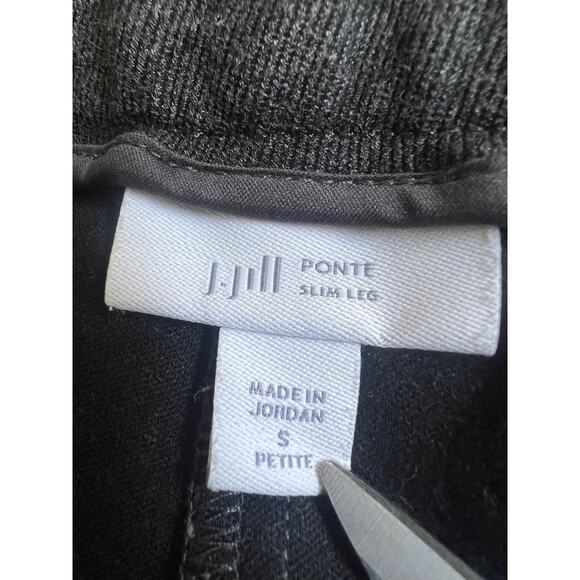 J.Jill PONTE
SLIM LEG
MADE IN
JORDAN
S
PETITE